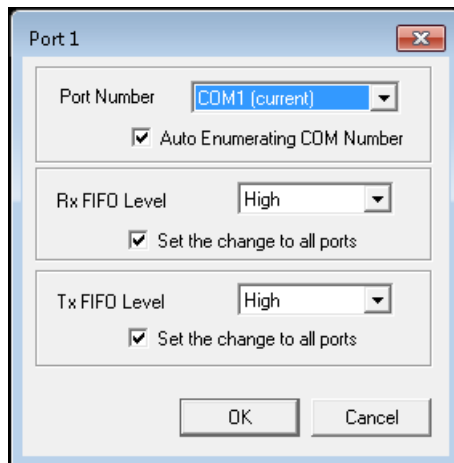 Port 1
Port Number COM1 (current)
Auto Enumerating COM Number
Rx FIFO Level High
Set the change to all ports
Tx FIFO Level High
Set the change to all ports
OK Cancel